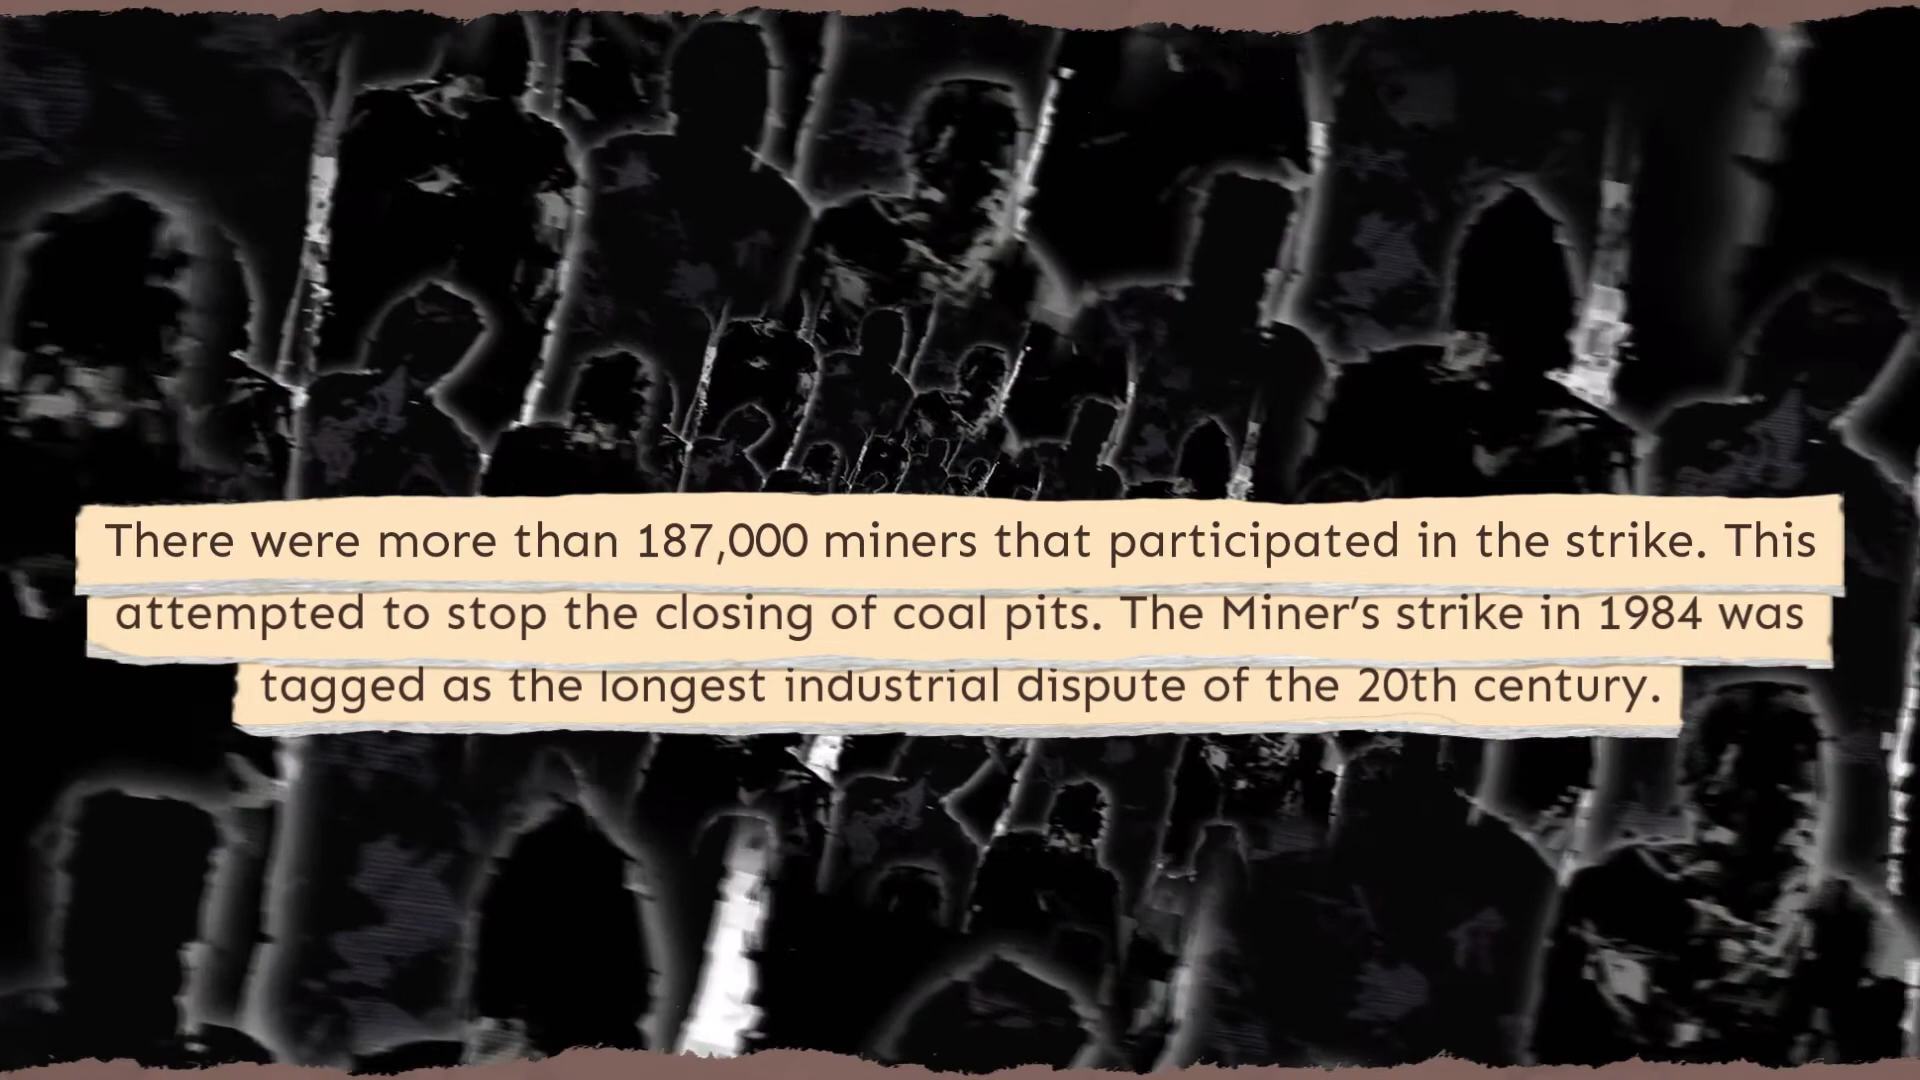 There were more than 187,000 miners that participated in the strike. This
attempted to stop the closing of coal pits. The Miner’s strike in 1984 was
tagged as the longest industrial dispute of the 20th century.